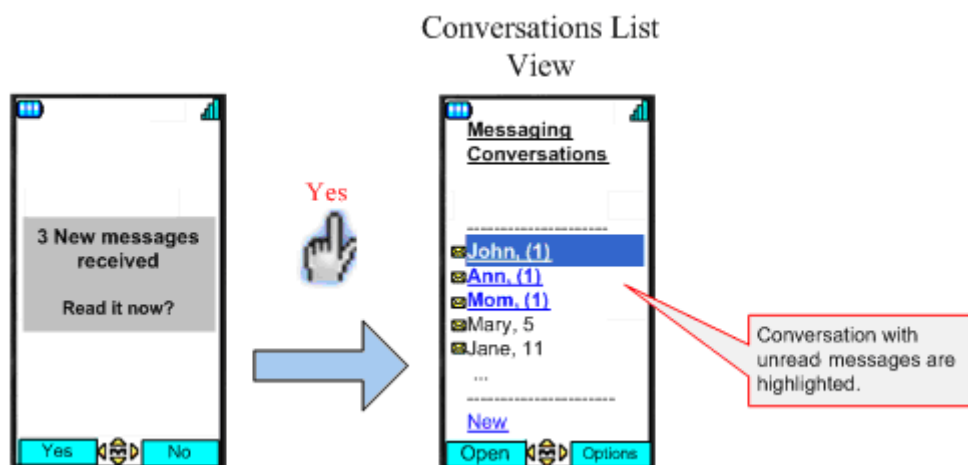 Conversations List
View
3 New messages
received
Read it now?
Yes
No
Yes
Messaging
Conversations
---------------------
John, (1)
Ann, (1)
Mom, (1)
Mary, 5
Jane, 11
...
----------------------
New
Open
Options
Conversation with
unread messages are
highlighted.